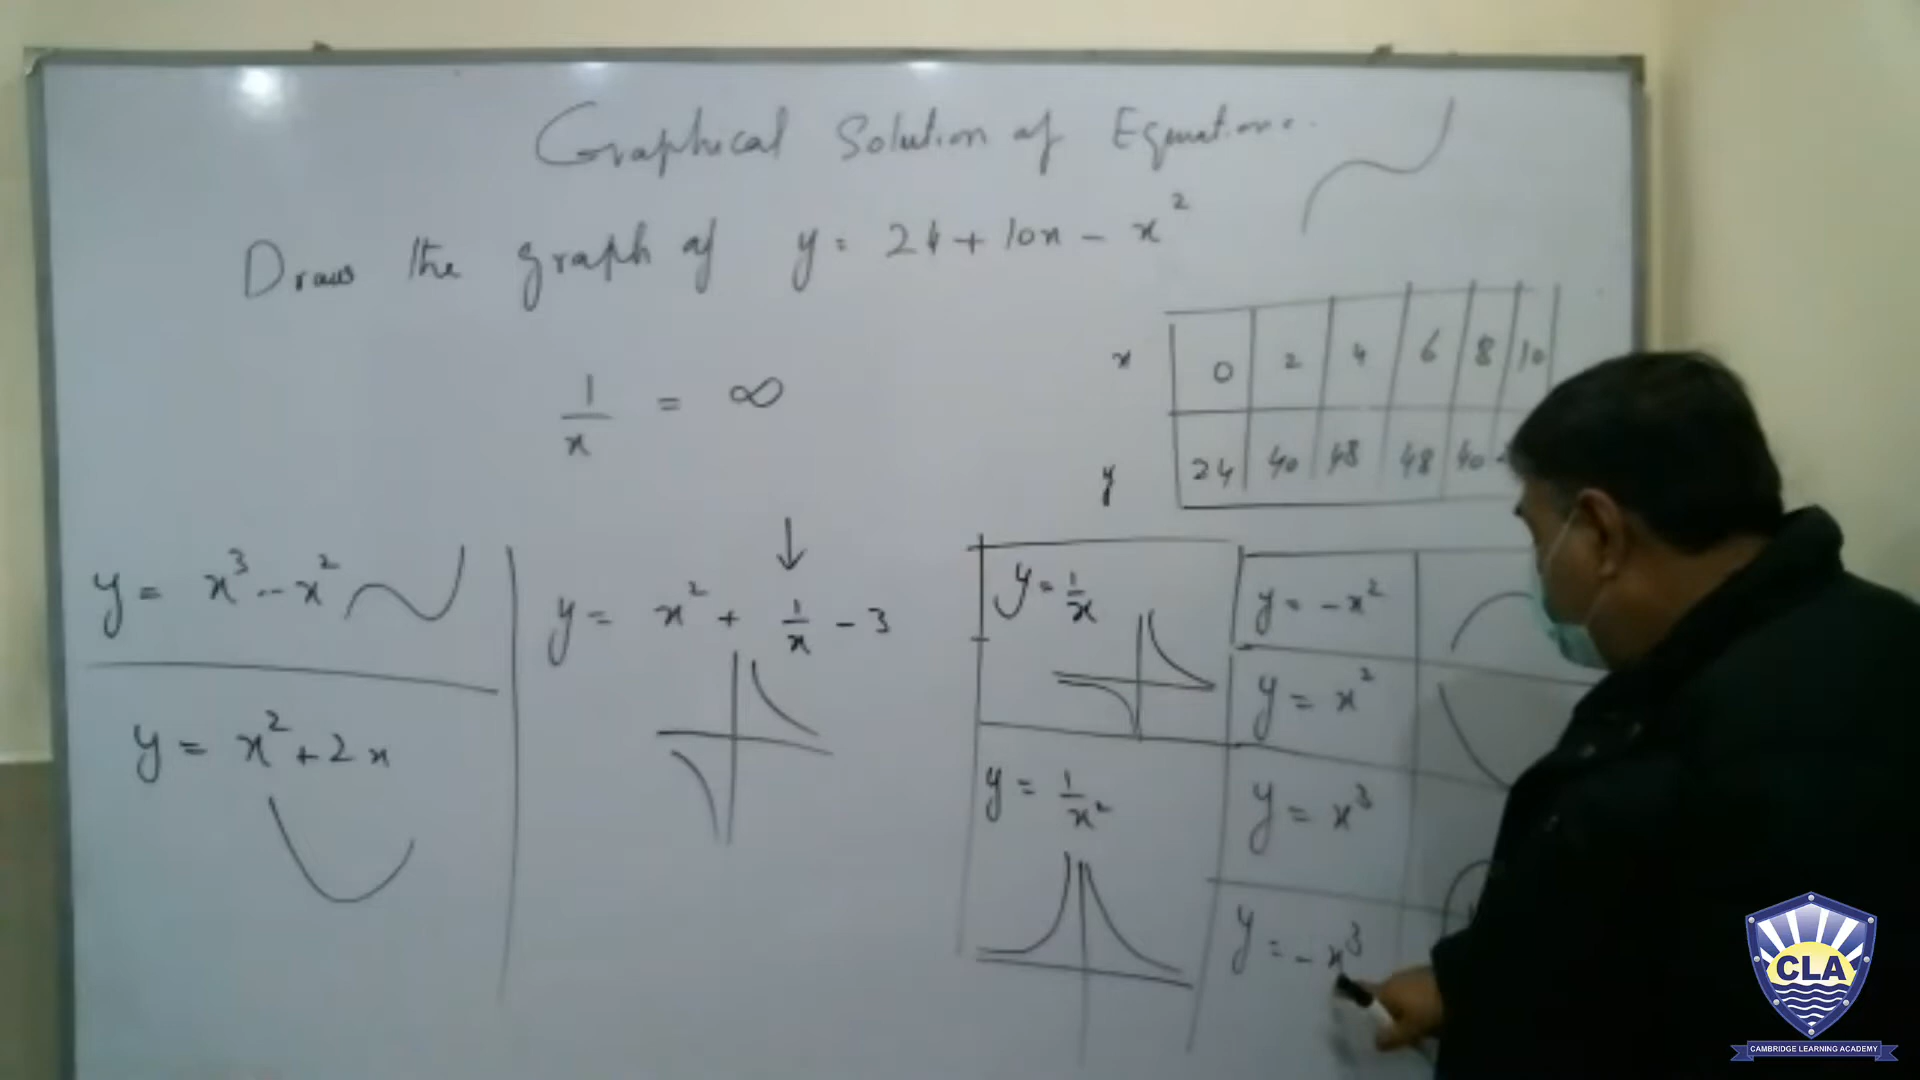 Graphical Solution of Equation.
Draw the graph of y = 24 + 10x - x²
1/x = ∞
x 0 2 4 6 8 10
y 24 40 48 48 40
y = x³ - x²
y = x² + 2x
y = x² + 1/x - 3
y = 1/x
y = 1/x²
y = -x²
y = x²
y = x³
y = -x³
CLA
CAMBRIDGE LEARNING ACADEMY